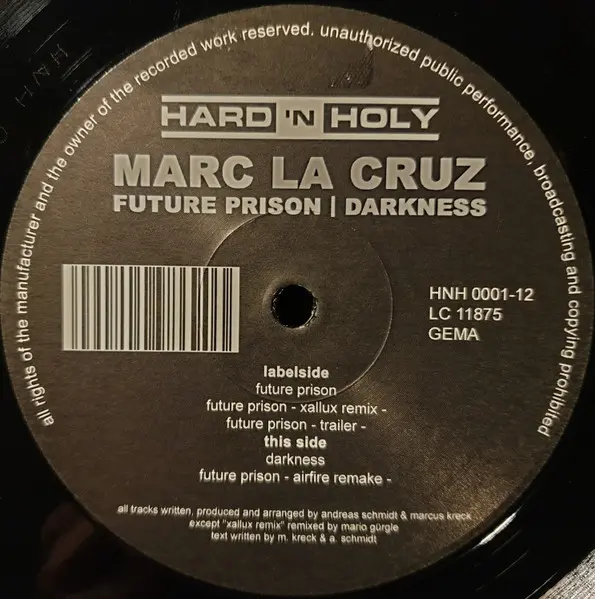 all rights of the manufacturer and the owner of the recorded work reserved. unauthorized public performance, broadcasting and copying prohibited
HARD 'N HOLY
MARC LA CRUZ
FUTURE PRISON | DARKNESS
HNH 0001-12
LC 11875
GEMA
labelside
future prison
future prison - xallux remix -
future prison - trailer -
this side
darkness
future prison - airfire remake -
all tracks written, produced and arranged by andreas schmidt & marcus kreck
except "xallux remix" remixed by mario gürgle
text written by m. kreck & a. schmidt